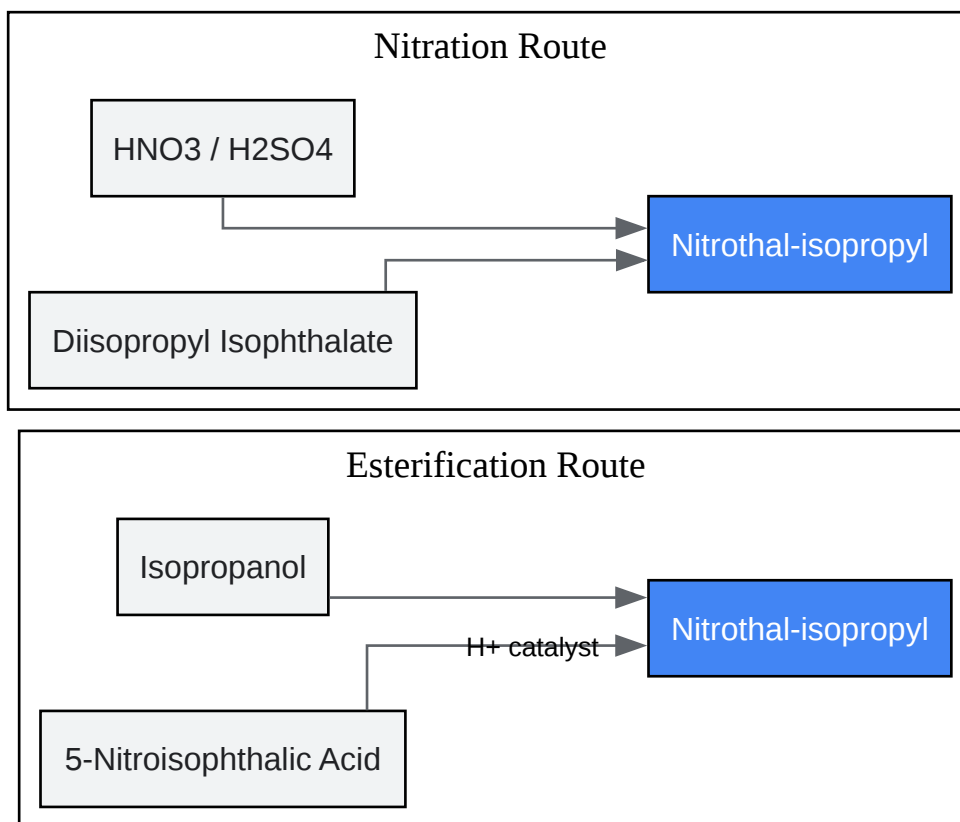 Nitration Route
HNO3 / H2SO4
Nitrothal-isopropyl
Diisopropyl Isophthalate
Esterification Route
Isopropanol
Nitrothal-isopropyl
H+ catalyst
5-Nitroisophthalic Acid